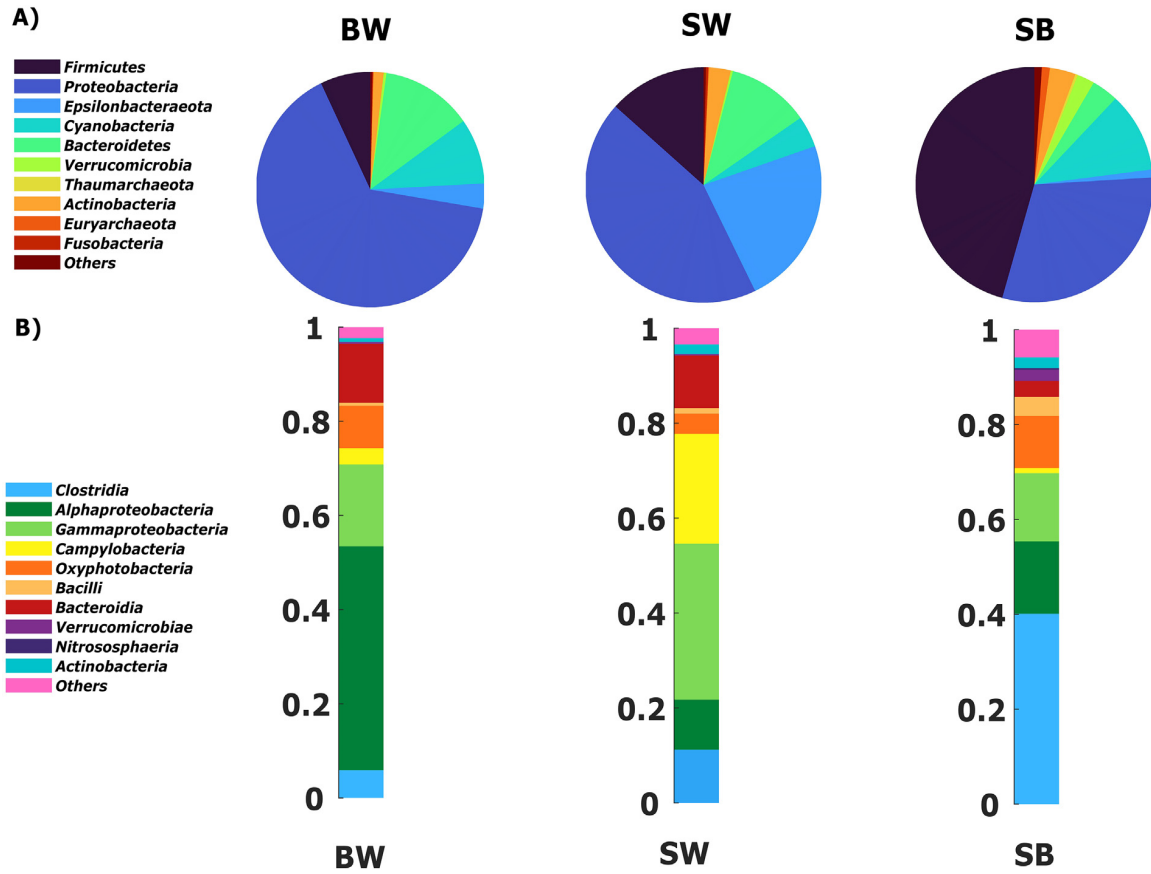 A)
BW
SW
SB
Firmicutes
Proteobacteria
Epsilonbacteraeota
Cyanobacteria
Bacteroidetes
Verrucomicrobia
Thaumarchaeota
Actinobacteria
Euryarchaeota
Fusobacteria
Others
B)
Clostridia
Alphaproteobacteria
Gammaproteobacteria
Campylobacteria
Oxyphotobacteria
Bacilli
Bacteroidia
Verrucomicrobiae
Nitrososphaeria
Actinobacteria
Others
1
0.8
0.6
0.4
0.2
0
BW
1
0.8
0.6
0.4
0.2
0
SW
1
0.8
0.6
0.4
0.2
0
SB